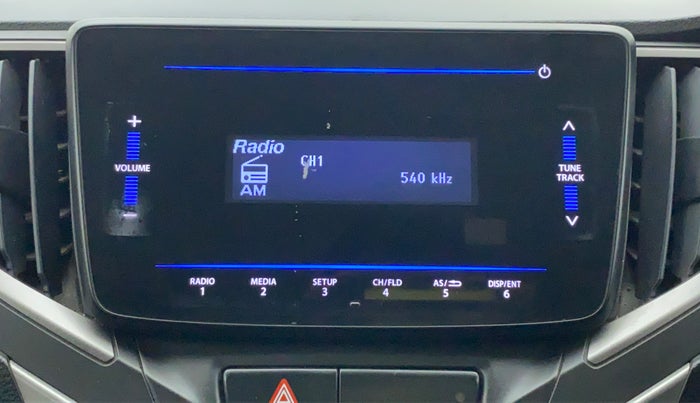 +
VOLUME
−
Radio
CH1
AM
540 kHz
TUNE
TRACK
RADIO MEDIA SETUP CH/FLD AS/ DISP/ENT
1 2 3 4 5 6